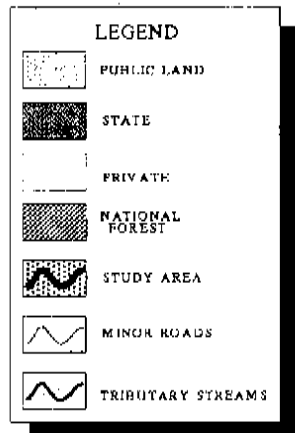 LEGEND
PUBLIC LAND
STATE
PRIVATE
NATIONAL
FOREST
STUDY AREA
MINOR ROADS
TRIBUTARY STREAMS